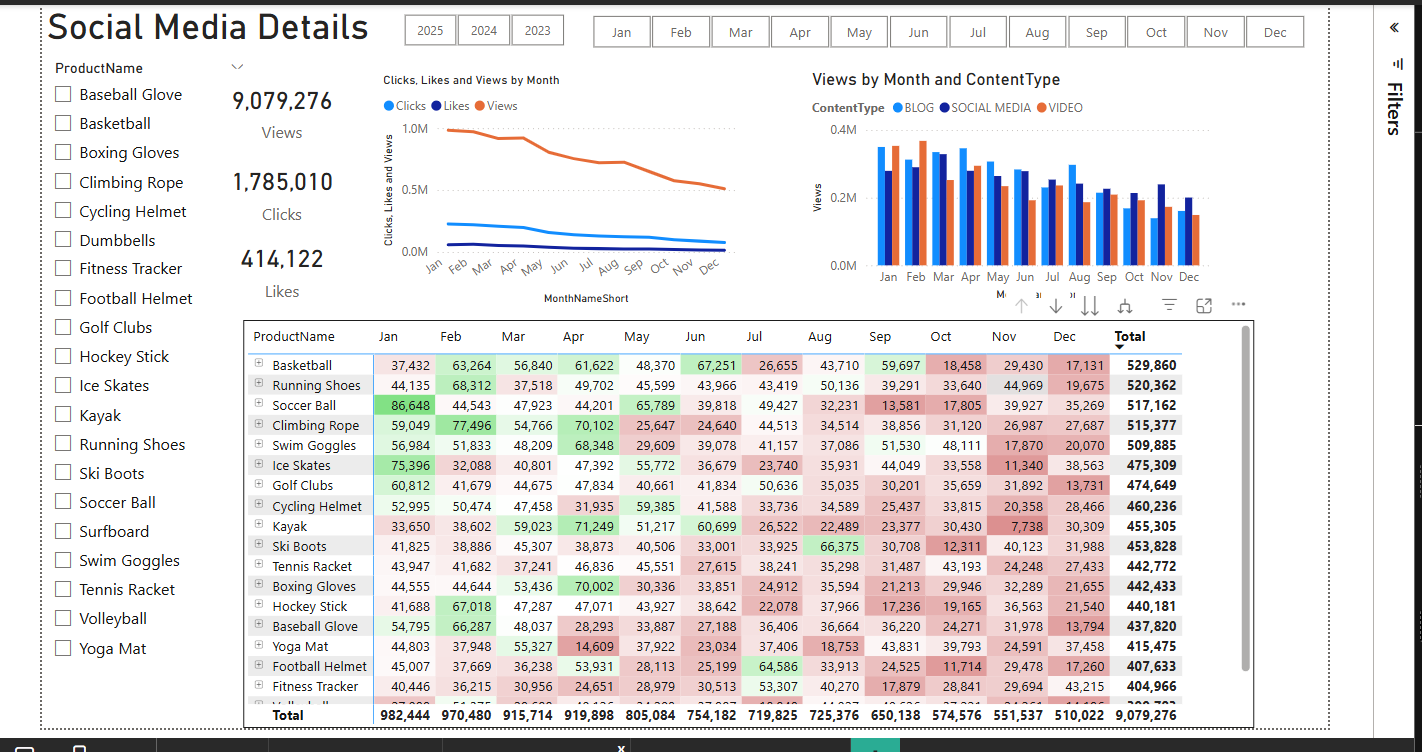 Social Media Details
2025 2024 2023
Jan Feb Mar Apr May Jun Jul Aug Sep Oct Nov Dec
Filters
ProductName
Baseball Glove
Basketball
Boxing Gloves
Climbing Rope
Cycling Helmet
Dumbbells
Fitness Tracker
Football Helmet
Golf Clubs
Hockey Stick
Ice Skates
Kayak
Running Shoes
Ski Boots
Soccer Ball
Surfboard
Swim Goggles
Tennis Racket
Volleyball
Yoga Mat
9,079,276
Views
1,785,010
Clicks
414,122
Likes
Clicks, Likes and Views by Month
Clicks Likes Views
Clicks, Likes and Views
1.0M
0.5M
0.0M
Jan Feb Mar Apr May Jun Jul Aug Sep Oct Nov Dec
MonthNameShort
Views by Month and ContentType
ContentType BLOG SOCIAL MEDIA VIDEO
Views
0.4M
0.2M
0.0M
Jan Feb Mar Apr May Jun Jul Aug Sep Oct Nov Dec
ProductName Jan Feb Mar Apr May Jun Jul Aug Sep Oct Nov Dec Total
Basketball 37,432 63,264 56,840 61,622 48,370 67,251 26,655 43,710 59,697 18,458 29,430 17,131 529,860
Running Shoes 44,135 68,312 37,518 49,702 45,599 43,966 43,419 50,136 39,291 33,640 44,969 19,675 520,362
Soccer Ball 86,648 44,543 47,923 44,201 65,789 39,818 49,427 32,231 13,581 17,805 39,927 35,269 517,162
Climbing Rope 59,049 77,496 54,766 70,102 25,647 24,640 44,513 34,514 38,856 31,120 26,987 27,687 515,377
Swim Goggles 56,984 51,833 48,209 68,348 29,609 39,078 41,157 37,086 51,530 48,111 17,870 20,070 509,885
Ice Skates 75,396 32,088 40,801 47,392 55,772 36,679 23,740 35,931 44,049 33,558 11,340 38,563 475,309
Golf Clubs 60,812 41,679 44,675 47,834 40,661 41,834 50,636 35,035 30,201 35,659 31,892 13,731 474,649
Cycling Helmet 52,995 50,474 47,458 31,935 59,385 41,588 33,736 34,589 25,437 33,815 20,358 28,466 460,236
Kayak 33,650 38,602 59,023 71,249 51,217 60,699 26,522 22,489 23,377 30,430 7,738 30,309 455,305
Ski Boots 41,825 38,886 45,307 38,873 40,506 33,001 33,925 66,375 30,708 12,311 40,123 31,988 453,828
Tennis Racket 43,947 41,682 37,241 46,836 45,551 27,615 38,241 35,298 31,487 43,193 24,248 27,433 442,772
Boxing Gloves 44,555 44,644 53,436 70,002 30,336 33,851 24,912 35,594 21,213 29,946 32,289 21,655 442,433
Hockey Stick 41,688 67,018 47,287 47,071 43,927 38,642 22,078 37,966 17,236 19,165 36,563 21,540 440,181
Baseball Glove 54,795 66,287 48,037 28,293 33,887 27,188 36,406 36,664 36,220 24,271 31,978 13,794 437,820
Yoga Mat 44,803 37,948 55,327 14,609 37,922 23,034 37,406 18,753 43,831 39,793 24,591 37,458 415,475
Football Helmet 45,007 37,669 36,238 53,931 28,113 25,199 64,586 33,913 24,525 11,714 29,478 17,260 407,633
Fitness Tracker 40,446 36,215 30,956 24,651 28,979 30,513 53,307 40,270 17,879 28,841 29,694 43,215 404,966
Total 982,444 970,480 915,714 919,898 805,084 754,182 719,825 725,376 650,138 574,576 551,537 510,022 9,079,276